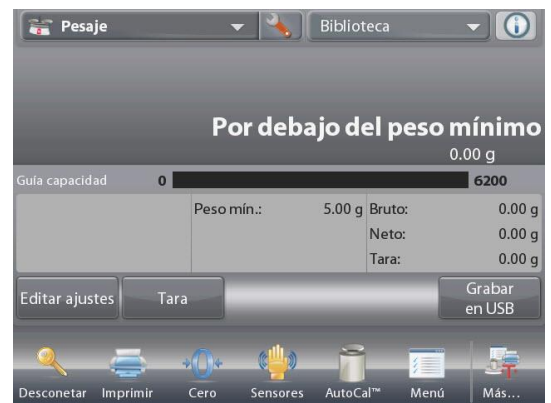 Pesaje Biblioteca
Por debajo del peso mínimo
0.00 g
Guía capacidad 0 6200
Peso mín.: 5.00 g Bruto: 0.00 g
Neto: 0.00 g
Tara: 0.00 g
Editar ajustes Tara Grabar
en USB
Desconetar Imprimir Cero Sensores AutoCal™ Menú Más...